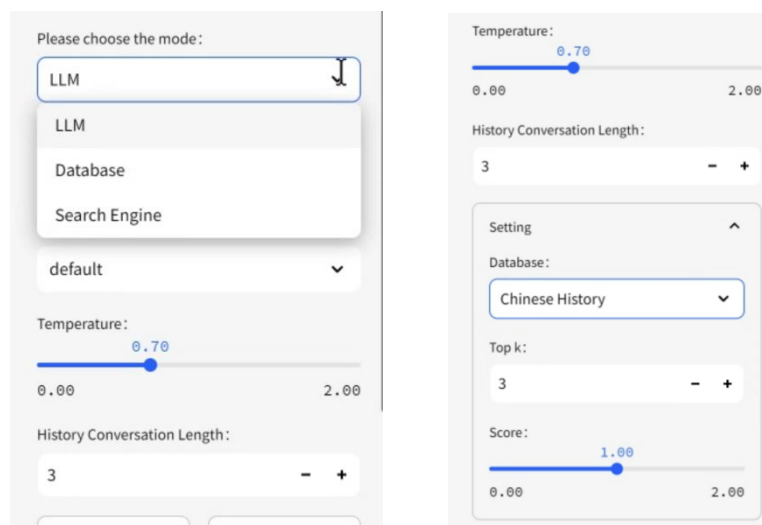 Please choose the mode:
LLM
LLM
Database
Search Engine
default
Temperature:
0.70
0.00 2.00
History Conversation Length:
3 - +
Temperature:
0.70
0.00 2.00
History Conversation Length:
3 - +
Setting
Database:
Chinese History
Top k:
3 - +
Score:
1.00
0.00 2.00